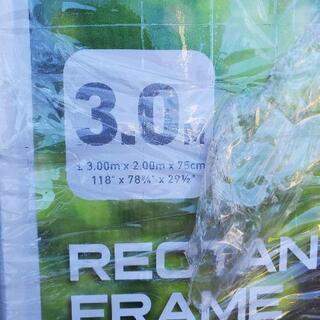 3.0M
± 3.00m x 2.00m x 75cm
118" x 78¾" x 29½"
RECTAN
FRAME